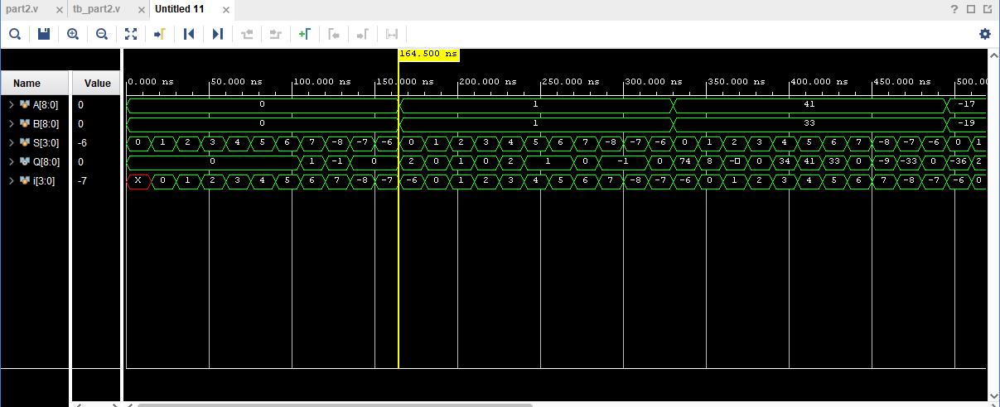 part2.v × tb_part2.v × Untitled 11 ×
164.500 ns
Name Value
0.000 ns 50.000 ns 100.000 ns 150.0 200.000 ns 250.000 ns 300.000 ns 350.000 ns 400.000 ns 450.000 ns 500.0
A[8:0] 0 0 1 41 -17
B[8:0] 0 0 1 33 -19
S[3:0] -6 0 1 2 3 4 5 6 7 -8 -7 -6 0 1 2 3 4 5 6 7 -8 -7 -6 0 1 2 3 4 5 6 7 -8 -7 -6 0 1
Q[8:0] 0 0 1 -1 0 2 0 1 0 2 1 0 -1 0 74 8 - 0 34 41 33 0 -9 -33 0 -36 2
i[3:0] -7 X 0 1 2 3 4 5 6 7 -8 -7 -6 0 1 2 3 4 5 6 7 -8 -7 -6 0 1 2 3 4 5 6 7 -8 -7 -6 0